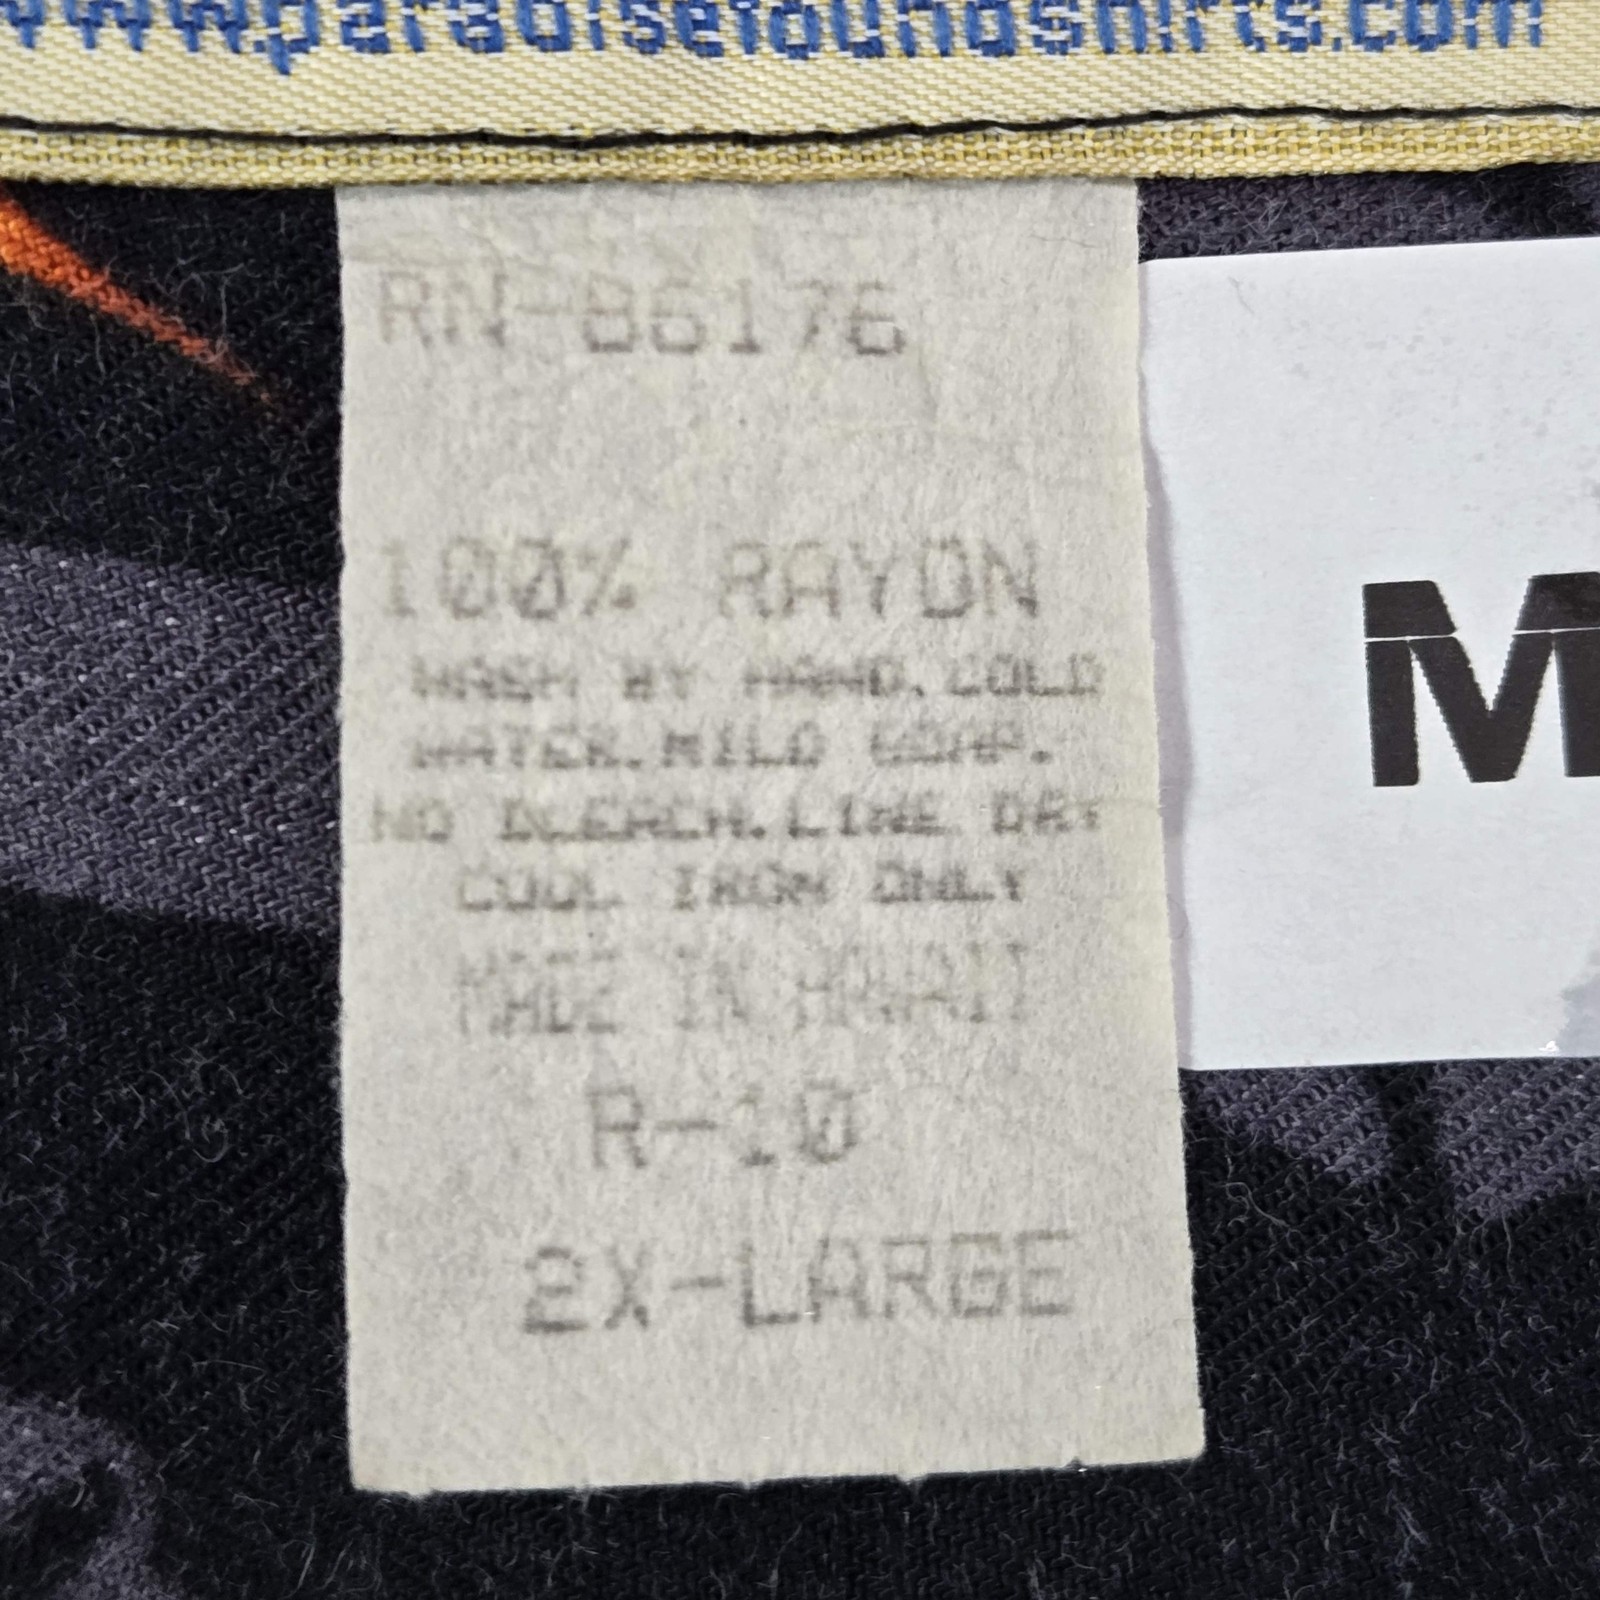 www.paradisefoundshirts.com
RN-86176
100% RAYON
WASH BY HAND.COLD
WATER.MILD SOAP.
NO BLEACH.LINE DRY
COOL IRON ONLY
MADE IN HAWAII
R-10
2X-LARGE
M